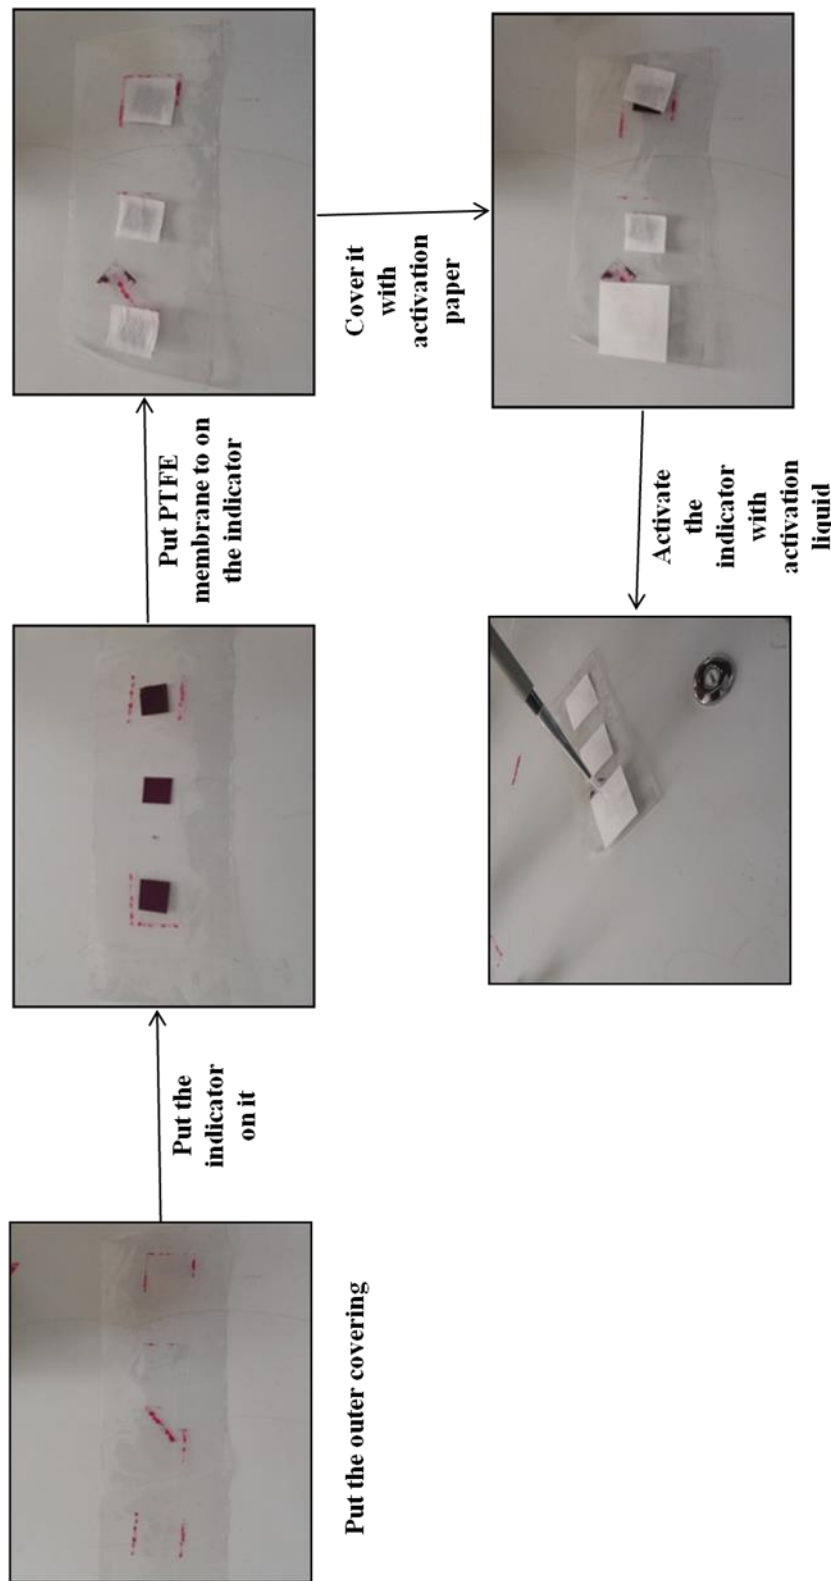 Put the outer covering
Put the
indicator
on it
Put PTFE
membrane to on
the indicator
Cover it
with
activation
paper
Activate
the
indicator
with
activation
liquid